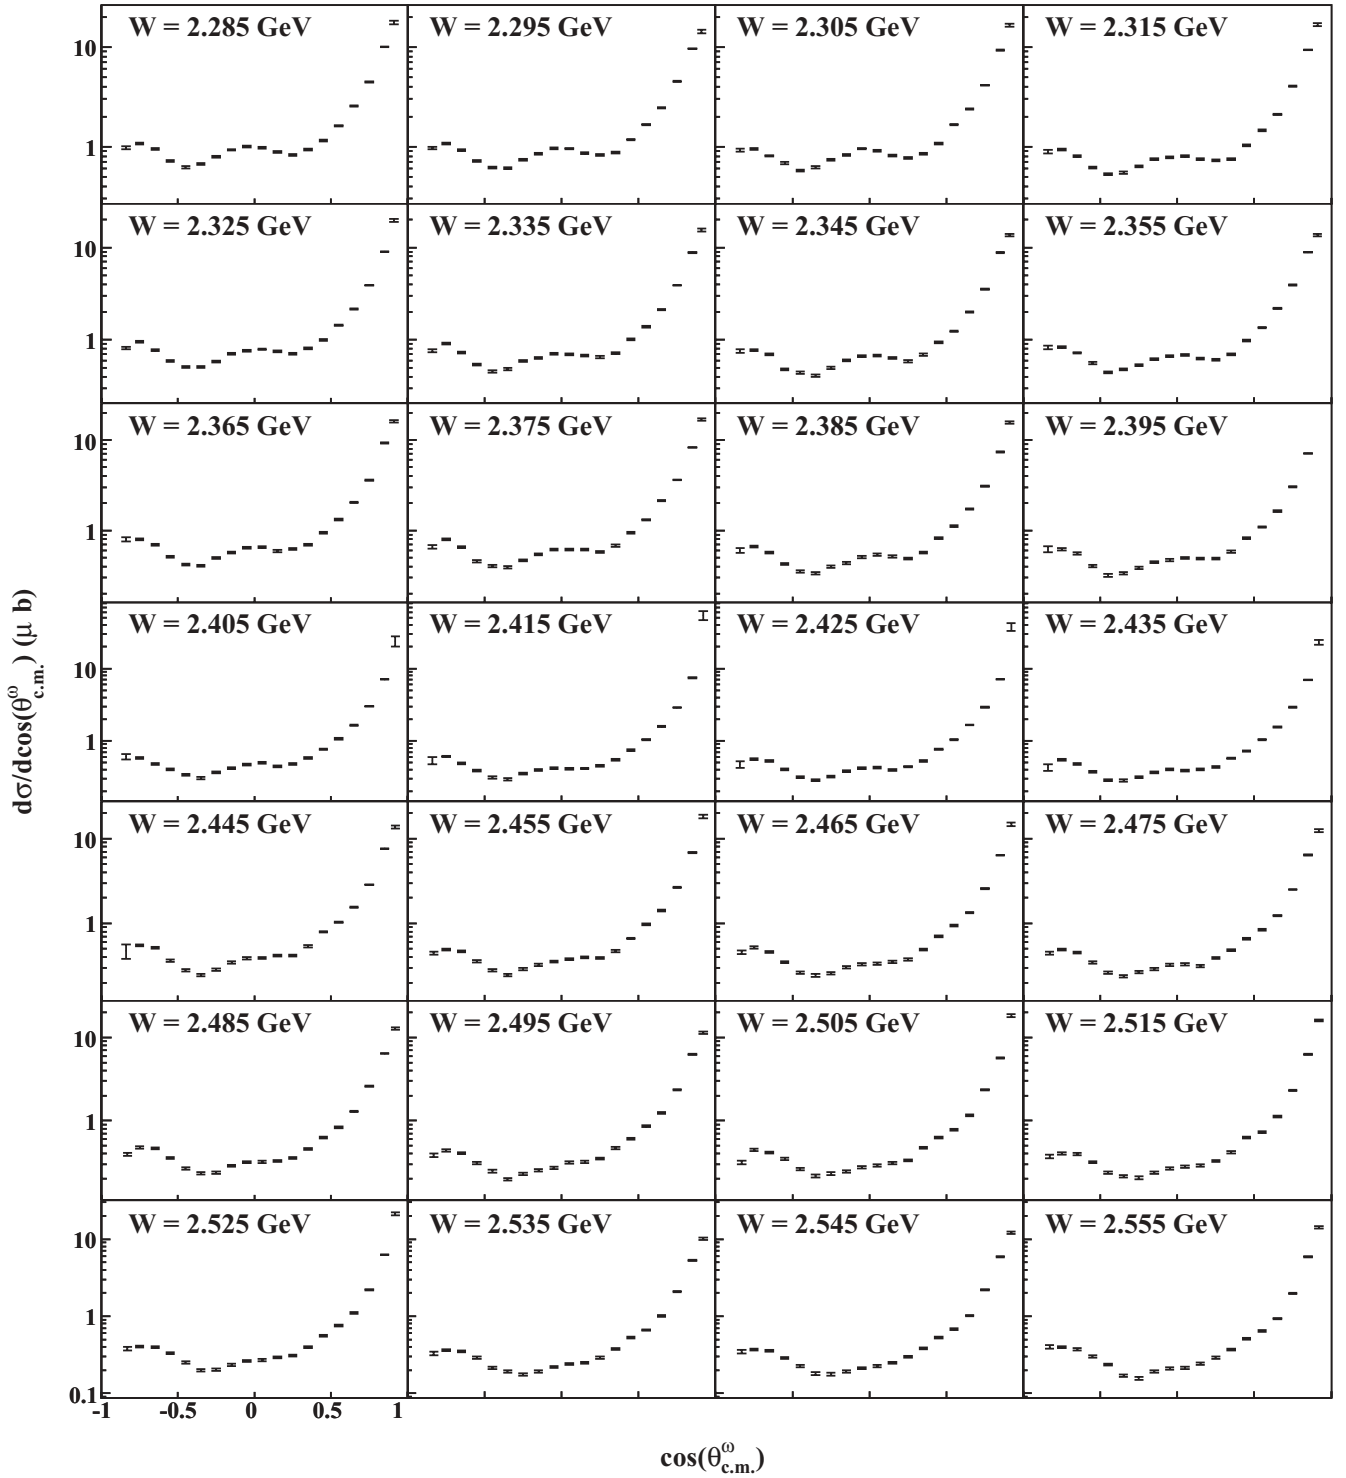 W = 2.285 GeV W = 2.295 GeV W = 2.305 GeV W = 2.315 GeV
10
1
W = 2.325 GeV W = 2.335 GeV W = 2.345 GeV W = 2.355 GeV
10
1
W = 2.365 GeV W = 2.375 GeV W = 2.385 GeV W = 2.395 GeV
10
1
W = 2.405 GeV W = 2.415 GeV W = 2.425 GeV W = 2.435 GeV
10
1
dσ/dcos(θ^ω_c.m.) (μ b)
W = 2.445 GeV W = 2.455 GeV W = 2.465 GeV W = 2.475 GeV
10
1
W = 2.485 GeV W = 2.495 GeV W = 2.505 GeV W = 2.515 GeV
10
1
W = 2.525 GeV W = 2.535 GeV W = 2.545 GeV W = 2.555 GeV
10
1
0.1
-1 -0.5 0 0.5 1
cos(θ^ω_c.m.)